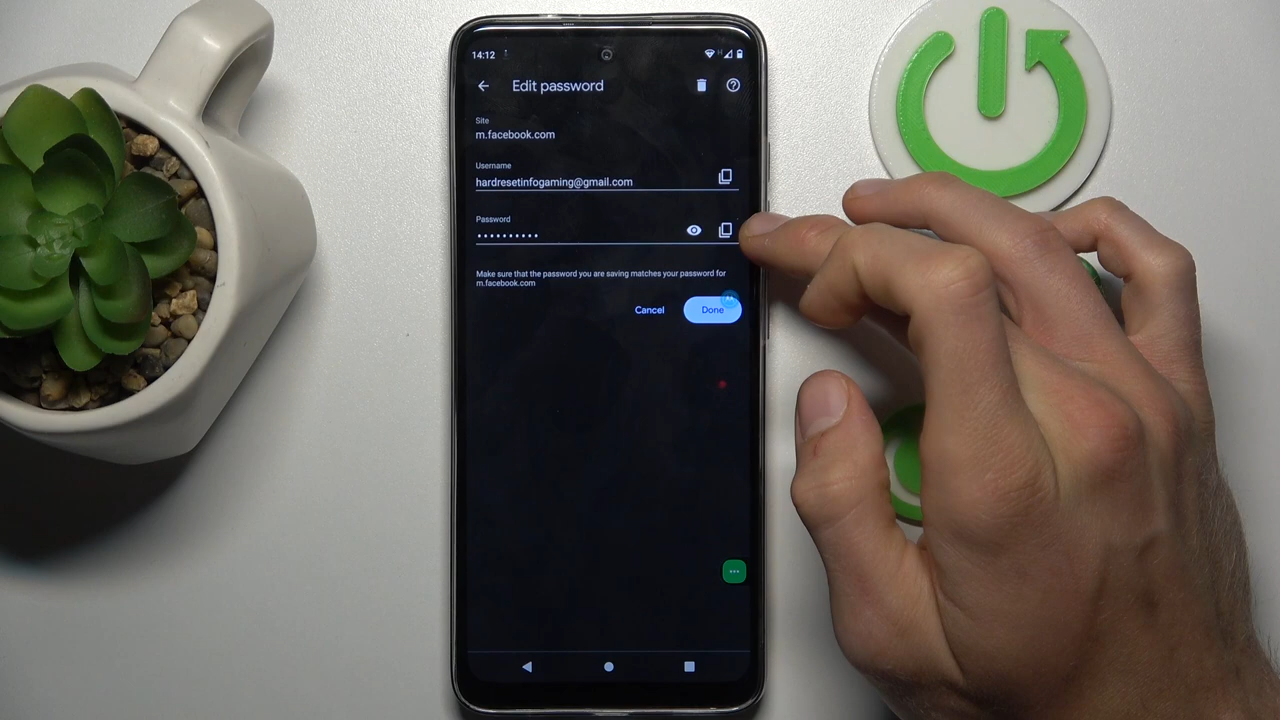 14:12
Edit password
Site
m.facebook.com
Username
hardresetinfogaming@gmail.com
Password
••••••••••
Make sure that the password you are saving matches your password for
m.facebook.com
Cancel
Done